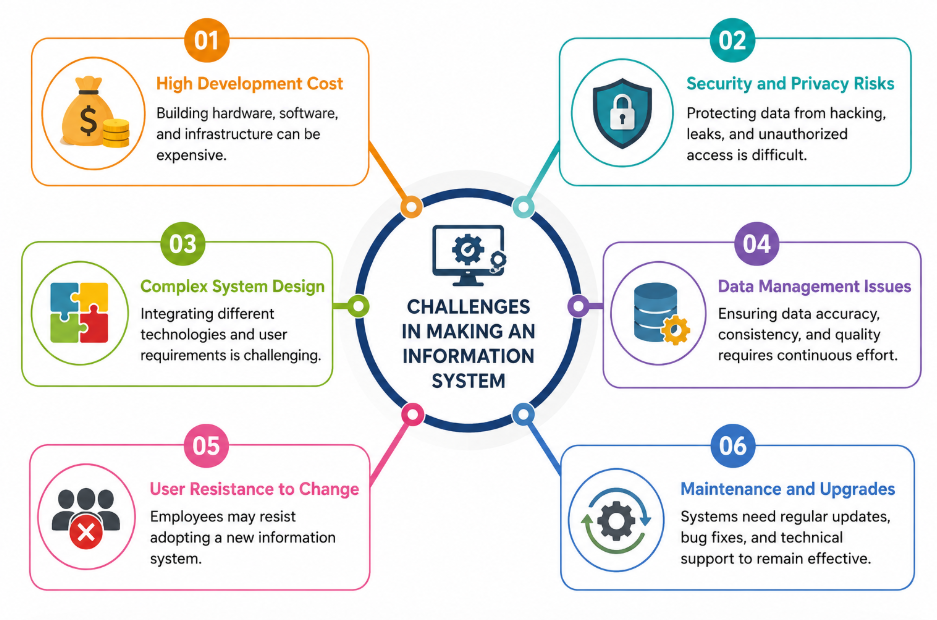 01
High Development Cost
Building hardware, software,
and infrastructure can be
expensive.
$
02
Security and Privacy Risks
Protecting data from hacking,
leaks, and unauthorized
access is difficult.
03
Complex System Design
Integrating different
technologies and user
requirements is challenging.
CHALLENGES
IN MAKING AN
INFORMATION
SYSTEM
04
Data Management Issues
Ensuring data accuracy,
consistency, and quality
requires continuous effort.
05
User Resistance to Change
Employees may resist
adopting a new information
system.
06
Maintenance and Upgrades
Systems need regular updates,
bug fixes, and technical
support to remain effective.